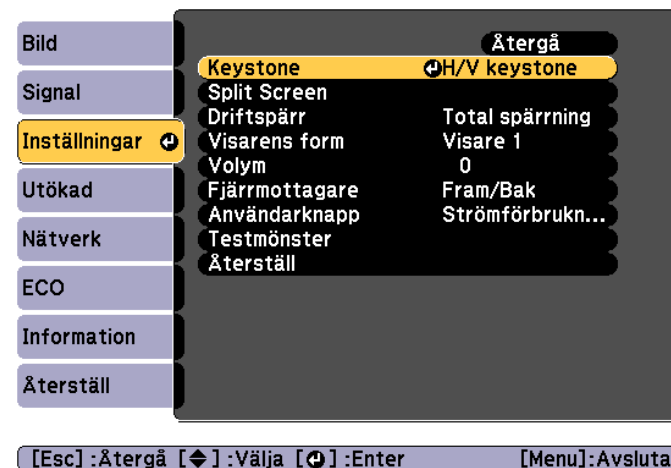 Bild
Signal
Inställningar
Utökad
Nätverk
ECO
Information
Återställ
Återgå
Keystone H/V keystone
Split Screen
Driftspärr Total spärrning
Visarens form Visare 1
Volym 0
Fjärrmottagare Fram/Bak
Användarknapp Strömförbrukn...
Testmönster
Återställ
[Esc] :Återgå [ ] :Välja [ ] :Enter [Menu]:Avsluta